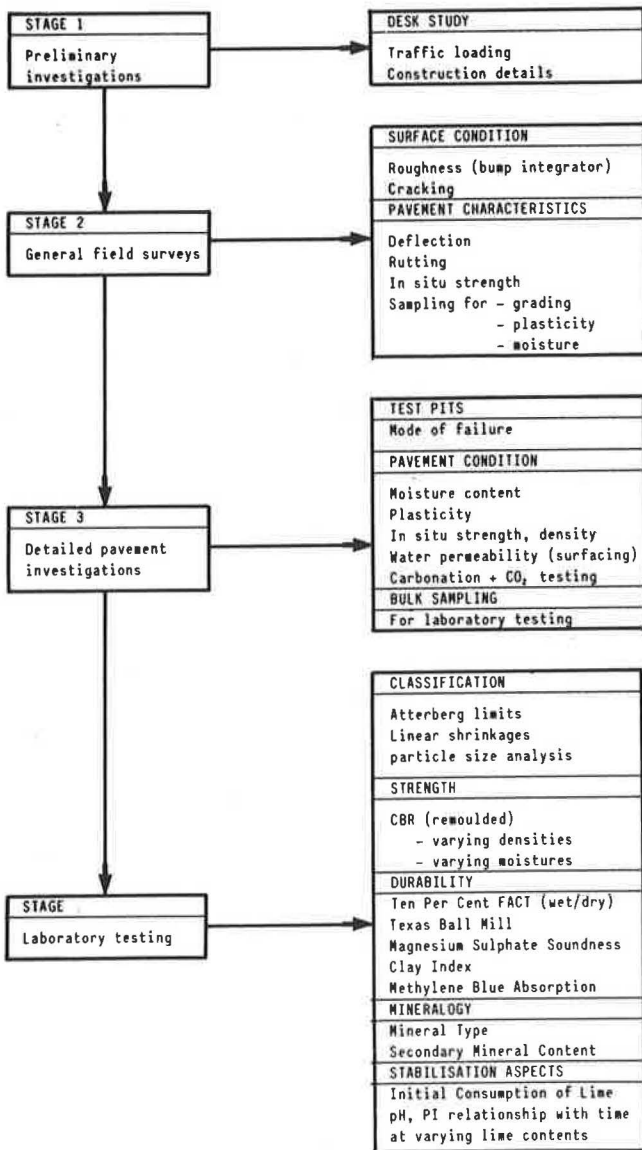 STAGE 1
Preliminary
investigations
DESK STUDY
Traffic loading
Construction details
STAGE 2
General field surveys
SURFACE CONDITION
Roughness (bump integrator)
Cracking
PAVEMENT CHARACTERISTICS
Deflection
Rutting
In situ strength
Sampling for - grading
- plasticity
- moisture
STAGE 3
Detailed pavement
investigations
TEST PITS
Mode of failure
PAVEMENT CONDITION
Moisture content
Plasticity
In situ strength, density
Water permeability (surfacing)
Carbonation + CO₂ testing
BULK SAMPLING
For laboratory testing
STAGE
Laboratory testing
CLASSIFICATION
Atterberg limits
Linear shrinkages
particle size analysis
STRENGTH
CBR (remoulded)
- varying densities
- varying moistures
DURABILITY
Ten Per Cent FACT (wet/dry)
Texas Ball Mill
Magnesium Sulphate Soundness
Clay Index
Methylene Blue Absorption
MINERALOGY
Mineral Type
Secondary Mineral Content
STABILISATION ASPECTS
Initial Consumption of Lime
pH, PI relationship with time
at varying lime contents